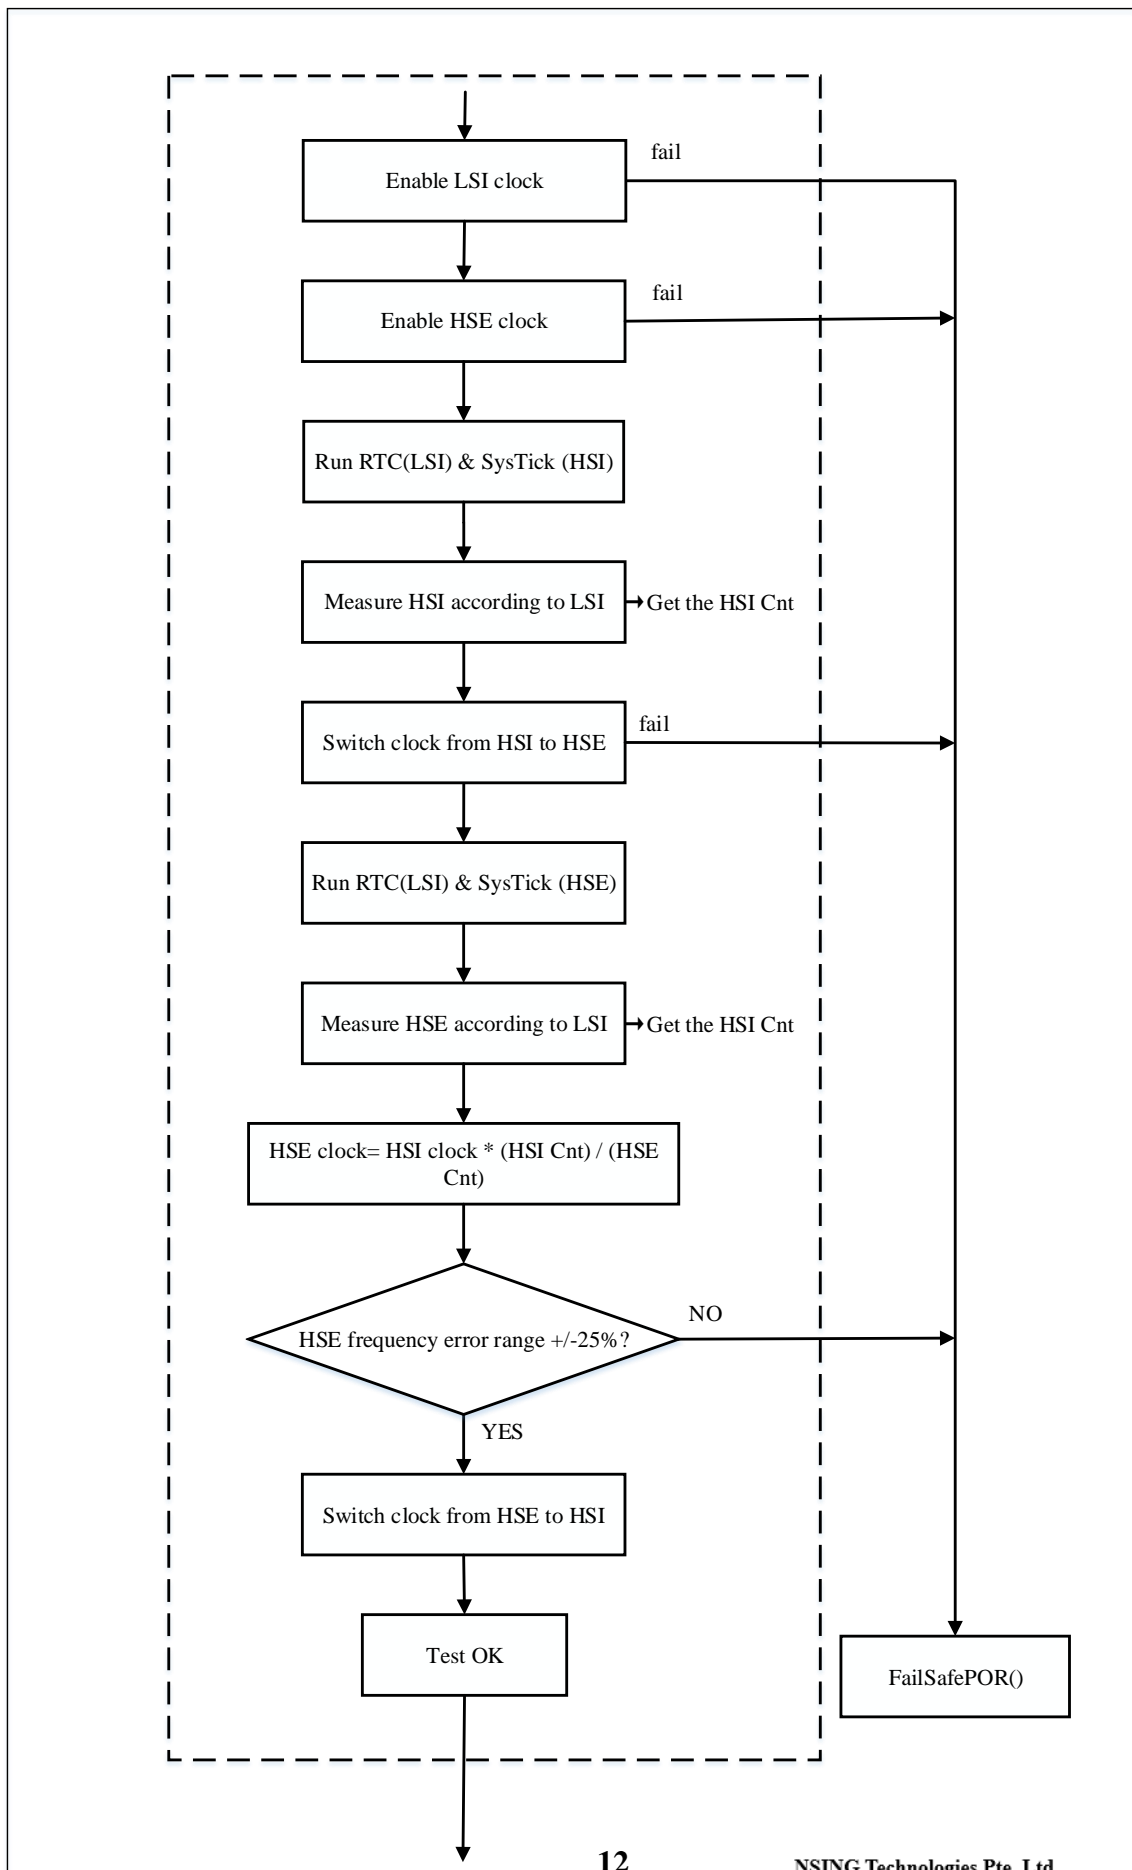 Enable LSI clock
fail
Enable HSE clock
fail
Run RTC(LSI) & SysTick (HSI)
Measure HSI according to LSI
Get the HSI Cnt
Switch clock from HSI to HSE
fail
Run RTC(LSI) & SysTick (HSE)
Measure HSE according to LSI
Get the HSI Cnt
HSE clock= HSI clock * (HSI Cnt) / (HSE
Cnt)
HSE frequency error range +/-25%?
NO
YES
Switch clock from HSE to HSI
Test OK
FailSafePOR()
12
NSING Technologies Pte. Ltd